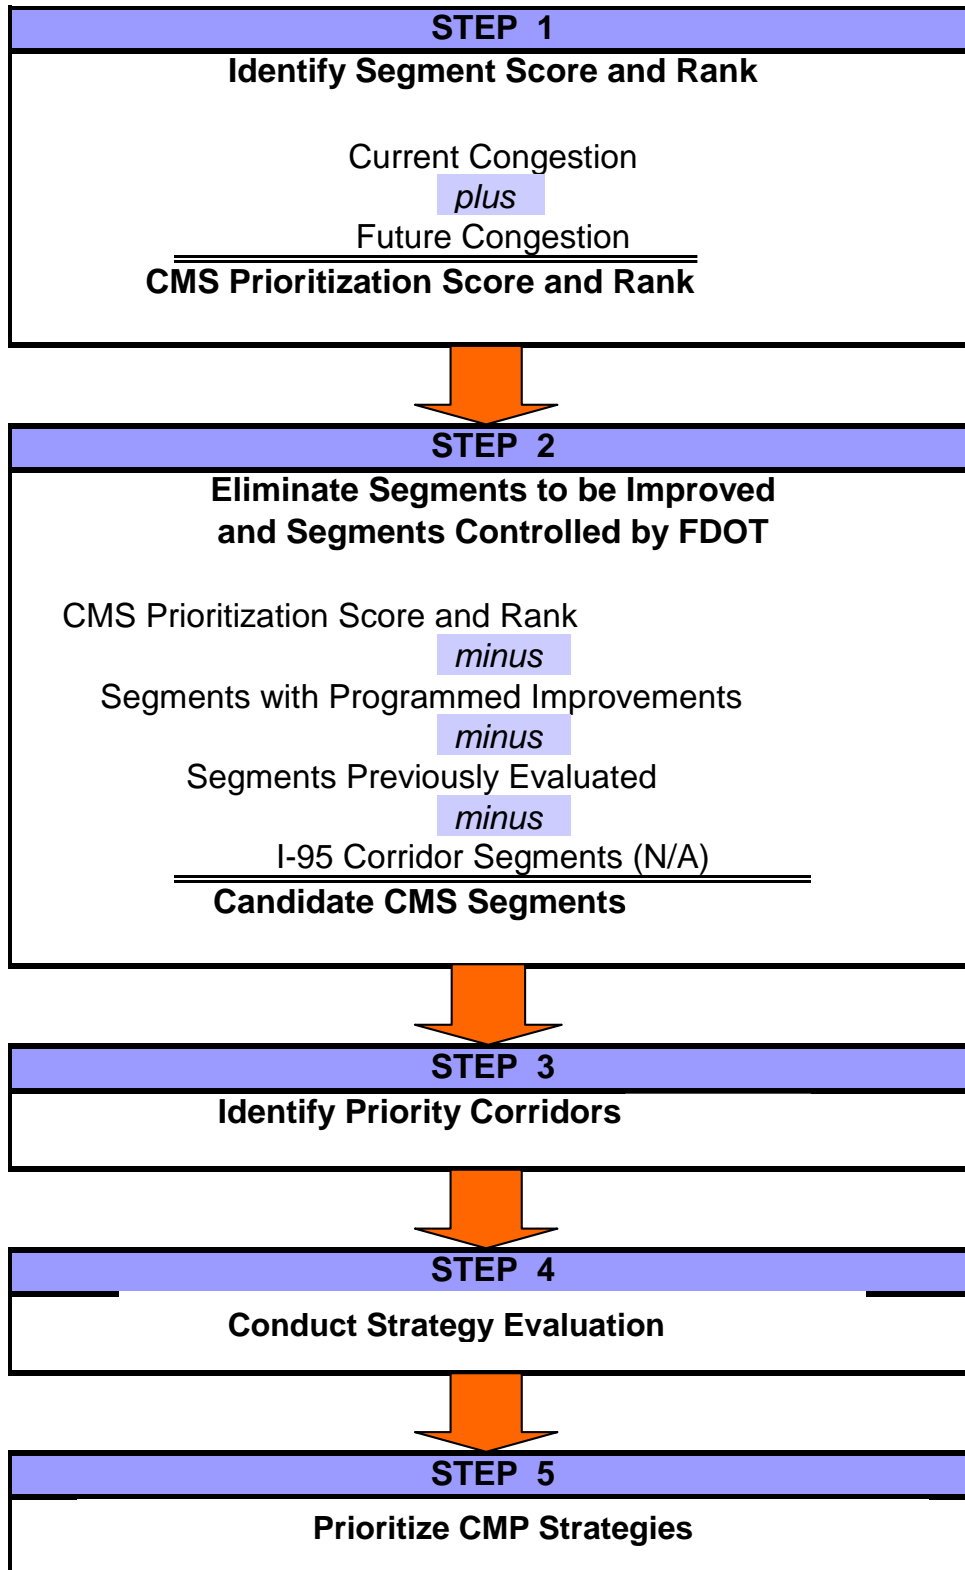 STEP 1
Identify Segment Score and Rank
Current Congestion
plus
Future Congestion
CMS Prioritization Score and Rank
STEP 2
Eliminate Segments to be Improved
and Segments Controlled by FDOT
CMS Prioritization Score and Rank
minus
Segments with Programmed Improvements
minus
Segments Previously Evaluated
minus
I-95 Corridor Segments (N/A)
Candidate CMS Segments
STEP 3
Identify Priority Corridors
STEP 4
Conduct Strategy Evaluation
STEP 5
Prioritize CMP Strategies